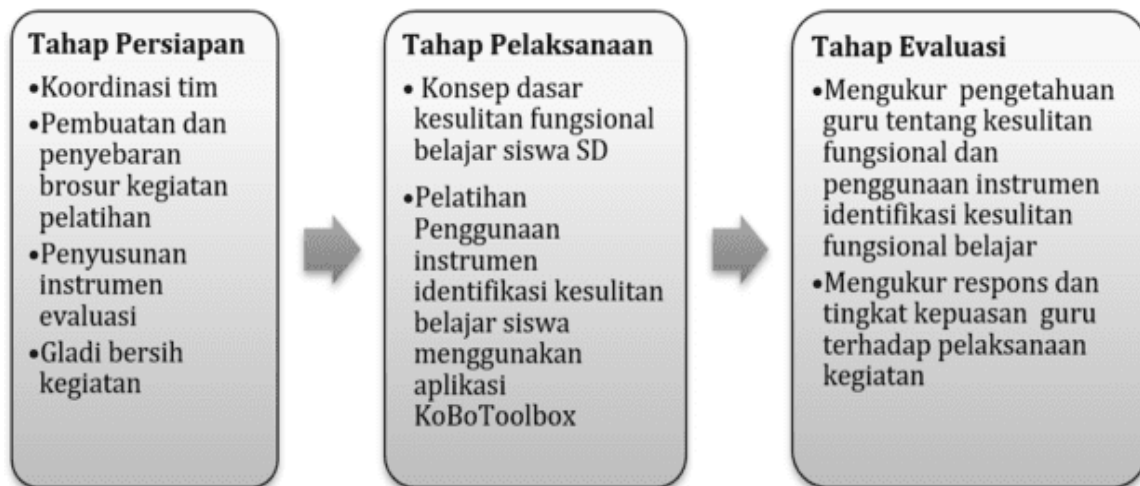 Tahap Persiapan
•Koordinasi tim
•Pembuatan dan
penyebaran
brosur kegiatan
pelatihan
•Penyusunan
instrumen
evaluasi
•Gladi bersih
kegiatan
Tahap Pelaksanaan
• Konsep dasar
kesulitan fungsional
belajar siswa SD
•Pelatihan
Penggunaan
instrumen
identifikasi kesulitan
belajar siswa
menggunakan
aplikasi
KoBoToolbox
Tahap Evaluasi
•Mengukur pengetahuan
guru tentang kesulitan
fungsional dan
penggunaan instrumen
identifikasi kesulitan
fungsional belajar
•Mengukur respons dan
tingkat kepuasan guru
terhadap pelaksanaan
kegiatan